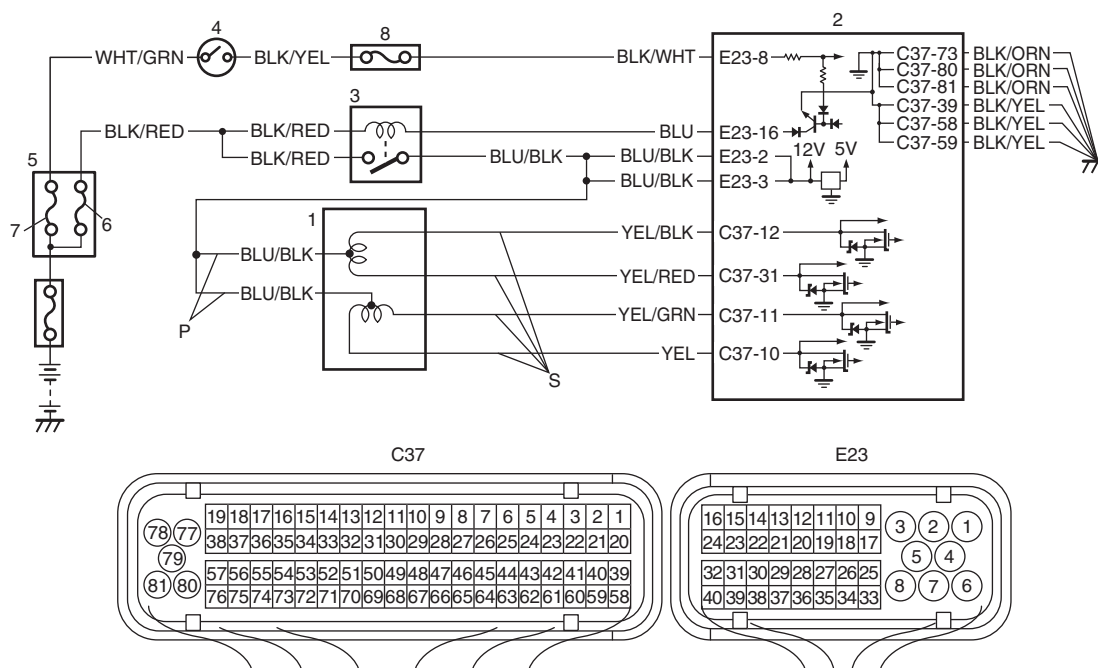 2
4
8
WHT/GRN
BLK/YEL
BLK/WHT
E23-8
C37-73
BLK/ORN
C37-80
BLK/ORN
C37-81
BLK/ORN
C37-39
BLK/YEL
C37-58
BLK/YEL
C37-59
BLK/YEL
3
BLK/RED
BLK/RED
BLU
E23-16
BLK/RED
BLU/BLK
BLU/BLK
E23-2
12V
5V
BLU/BLK
E23-3
5
7
6
1
YEL/BLK
C37-12
BLU/BLK
YEL/RED
C37-31
BLU/BLK
YEL/GRN
C37-11
P
YEL
C37-10
S
C37
19 18 17 16 15 14 13 12 11 10 9 8 7 6 5 4 3 2 1
38 37 36 35 34 33 32 31 30 29 28 27 26 25 24 23 22 21 20
57 56 55 54 53 52 51 50 49 48 47 46 45 44 43 42 41 40 39
76 75 74 73 72 71 70 69 68 67 66 65 64 63 62 61 60 59 58
78 77
79
81 80
E23
16 15 14 13 12 11 10 9
24 23 22 21 20 19 18 17
32 31 30 29 28 27 26 25
40 39 38 37 36 35 34 33
3 2 1
5 4
8 7 6